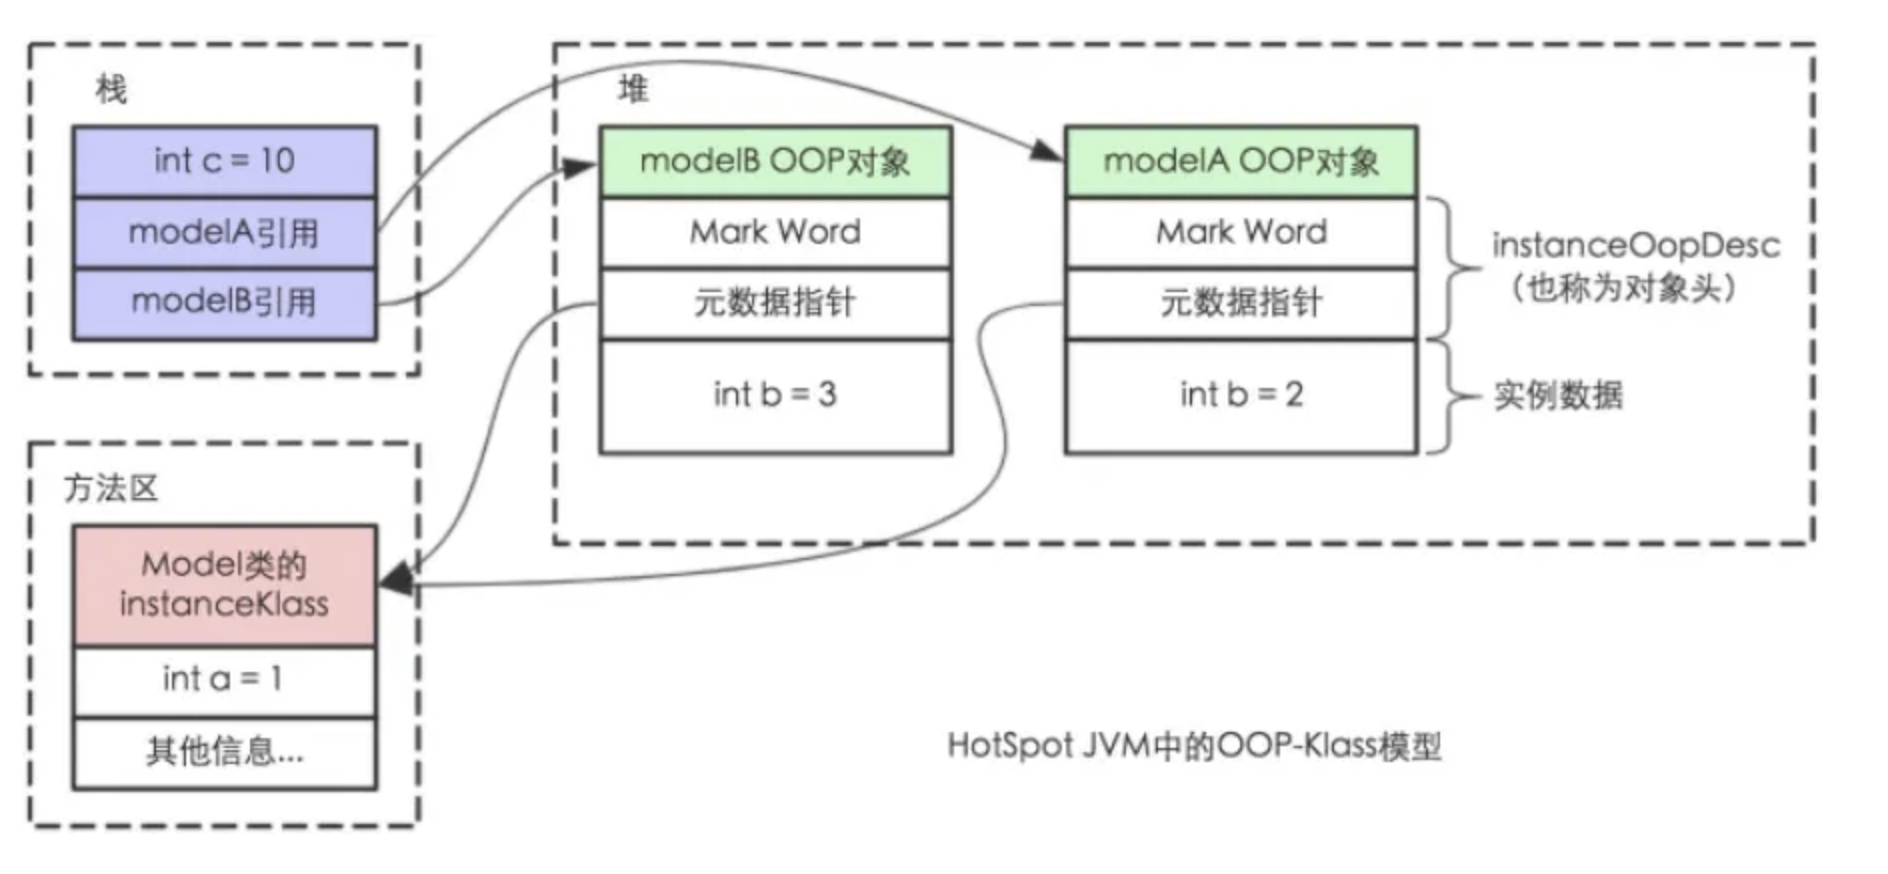 栈
int c = 10
modelA引用
modelB引用
堆
modelB OOP对象
Mark Word
元数据指针
int b = 3
modelA OOP对象
Mark Word
元数据指针
int b = 2
instanceOopDesc
（也称为对象头）
实例数据
方法区
Model类的
instanceKlass
int a = 1
其他信息...
HotSpot JVM中的OOP-Klass模型